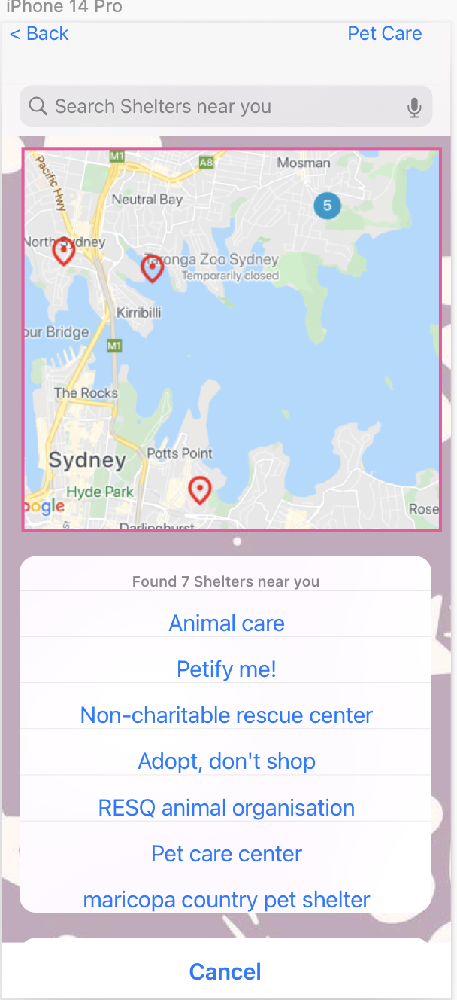 iPhone 14 Pro
< Back
Pet Care
Search Shelters near you
M1
A8
Mosman
Pacific Hwy
Neutral Bay
5
North Sydney
Taronga Zoo Sydney
Temporarily closed
Kirribilli
our Bridge
M1
The Rocks
Potts Point
Sydney
Hyde Park
oogle
St
Darlinghurst
Rose
Found 7 Shelters near you
Animal care
Petify me!
Non-charitable rescue center
Adopt, don't shop
RESQ animal organisation
Pet care center
maricopa country pet shelter
Cancel